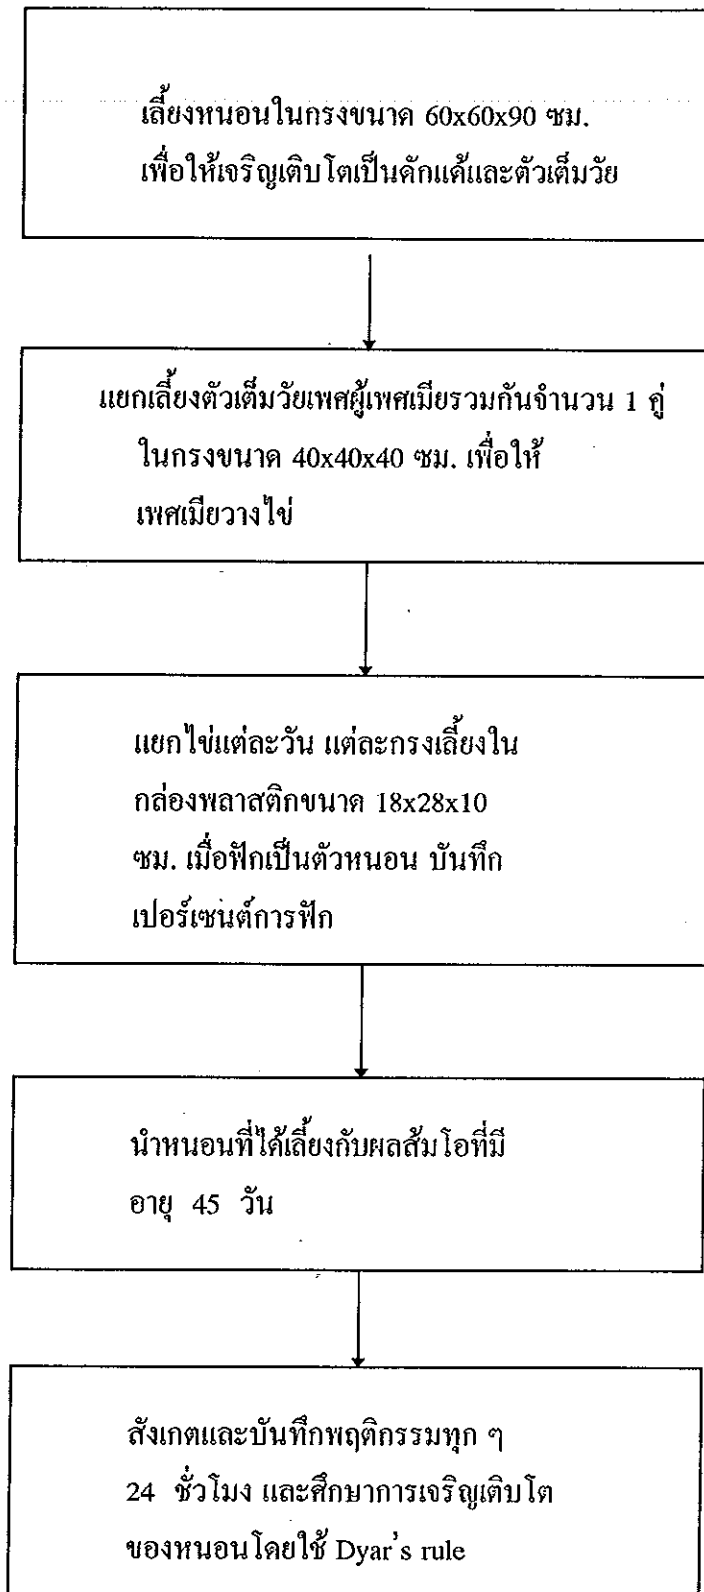 เลี้ยงหนอนในกรงขนาด 60x60x90 ซม.
เพื่อให้เจริญเติบโตเป็นดักแด้และตัวเต็มวัย
แยกเลี้ยงตัวเต็มวัยเพศผู้เพศเมียรวมกันจำนวน 1 คู่
ในกรงขนาด 40x40x40 ซม. เพื่อให้
เพศเมียวางไข่
แยกไข่แต่ละวัน แต่ละกรงเลี้ยงใน
กล่องพลาสติกขนาด 18x28x10
ซม. เมื่อฟักเป็นตัวหนอน บันทึก
เปอร์เซนต์การฟัก
นำหนอนที่ได้เลี้ยงกับผลส้มโอที่มี
อายุ 45 วัน
สังเกตและบันทึกพฤติกรรมทุก ๆ
24 ชั่วโมง และศึกษาการเจริญเติบโต
ของหนอนโดยใช้ Dyar's rule